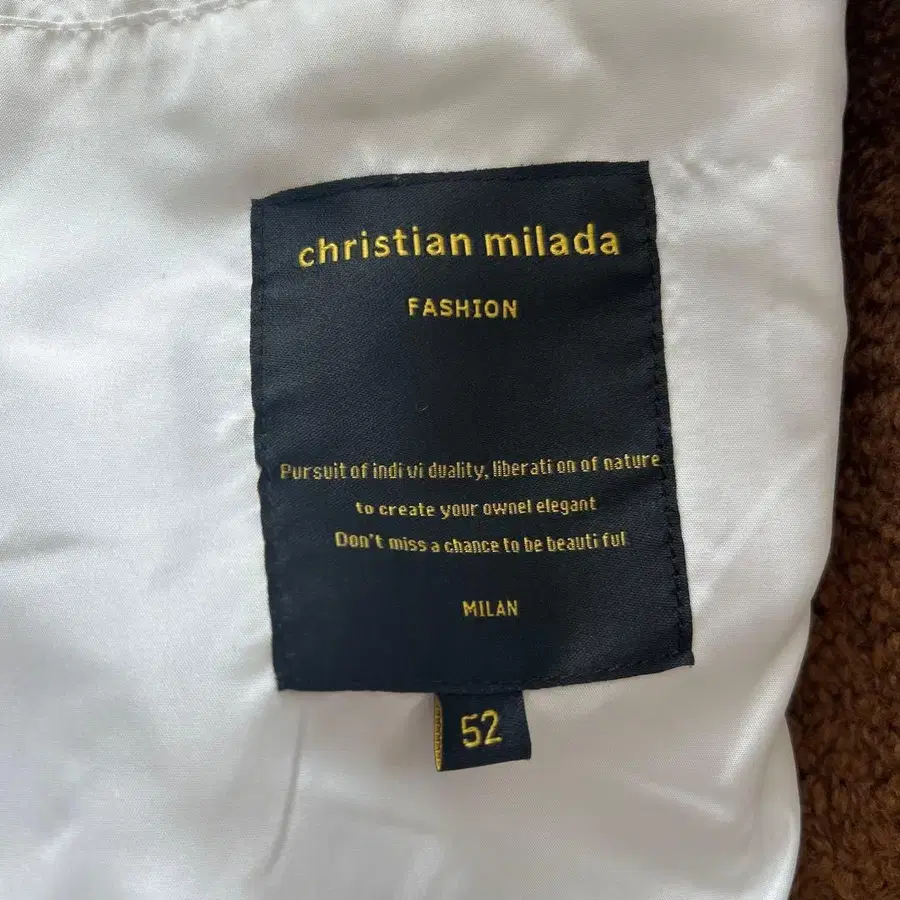 christian milada
FASHION
Pursuit of indi vi duality, liberati on of nature
to create your ownel elegant
Don't miss a chance to be beauti ful
MILAN
52